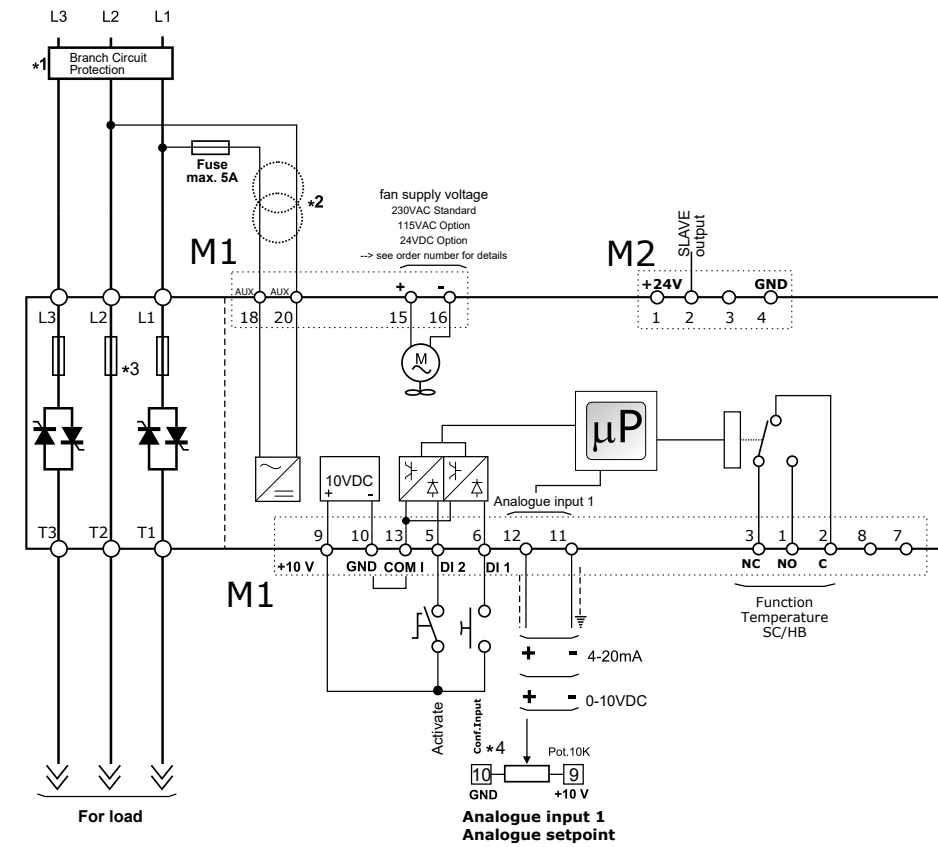 L3 L2 L1
*1 Branch Circuit
Protection
Fuse
max. 5A
*2
fan supply voltage
230VAC Standard
115VAC Option
24VDC Option
--> see order number for details
SLAVE
output
M1
M2
AUX AUX
+ -
+24V GND
L3 L2 L1
18 20 15 16
1 2 3 4
*3
M
µP
10VDC
+ -
Analogue input 1
T3 T2 T1
9 10 13 5 6 12 11
3 1 2 8 7
+10 V GND COM I DI 2 DI 1
NC NO C
M1
Function
Temperature
SC/HB
+ - 4-20mA
+ - 0-10VDC
Activate
Conf.Input
*4
Pot.10K
10 9
GND +10 V
For load
Analogue input 1
Analogue setpoint